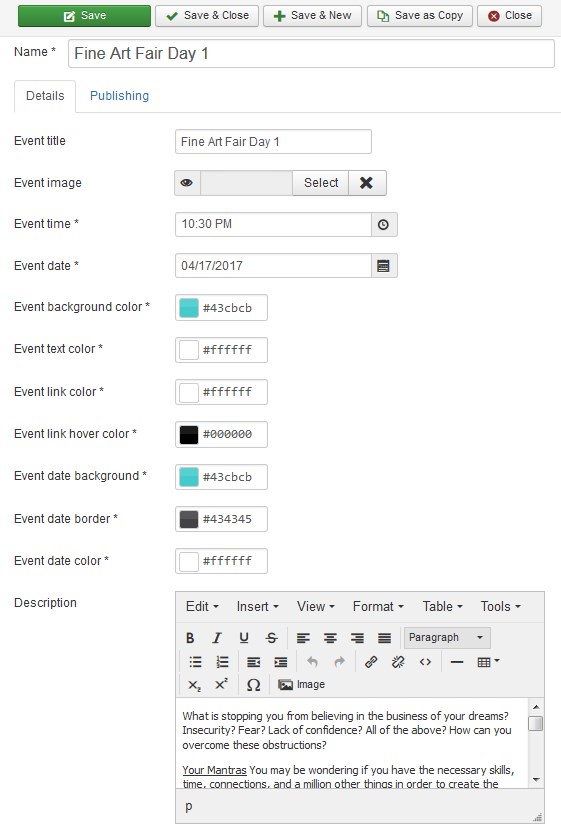 Save Save & Close Save & New Save as Copy Close
Name * Fine Art Fair Day 1
Details Publishing
Event title Fine Art Fair Day 1
Event image Select
Event time * 10:30 PM
Event date * 04/17/2017
Event background color * #43cbcb
Event text color * #ffffff
Event link color * #ffffff
Event link hover color * #000000
Event date background * #43cbcb
Event date border * #434345
Event date color * #ffffff
Description Edit Insert View Format Table Tools
B I U S Paragraph
X₂ X² Ω Image
What is stopping you from believing in the business of your dreams?
Insecurity? Fear? Lack of confidence? All of the above? How can you
overcome these obstructions?
Your Mantras You may be wondering if you have the necessary skills,
time, connections, and a million other things in order to create the
p